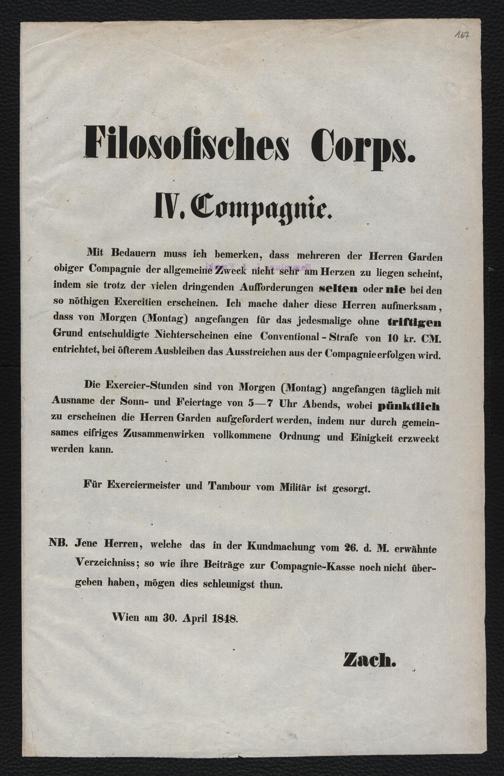 167
Filosofisches Corps.
IV. Compagnie.
Mit Bedauern muss ich bemerken, dass mehreren der Herren Garden
obiger Compagnie der allgemeine Zweck nicht sehr am Herzen zu liegen scheint,
indem sie trotz der vielen dringenden Aufforderungen selten oder nie bei den
so nöthigen Exercitien erscheinen. Ich mache daher diese Herren aufmerksam,
dass von Morgen (Montag) angefangen für das jedesmalige ohne triftigen
Grund entschuldigte Nichterscheinen eine Conventional-Strafe von 10 kr. CM.
entrichtet, bei öfterem Ausbleiben das Ausstreichen aus der Compagnie erfolgen wird.
Die Exercier-Stunden sind von Morgen (Montag) angefangen täglich mit
Ausname der Sonn- und Feiertage von 5—7 Uhr Abends, wobei pünktlich
zu erscheinen die Herren Garden aufgefordert werden, indem nur durch gemein-
sames eifriges Zusammenwirken vollkommene Ordnung und Einigkeit erzweckt
werden kann.
Für Exerciermeister und Tambour vom Militär ist gesorgt.
NB. Jene Herren, welche das in der Kundmachung vom 26. d. M. erwähnte
Verzeichniss; so wie ihre Beiträge zur Compagnie-Kasse noch nicht über-
geben haben, mögen dies schleunigst thun.
Wien am 30. April 1848.
Zach.